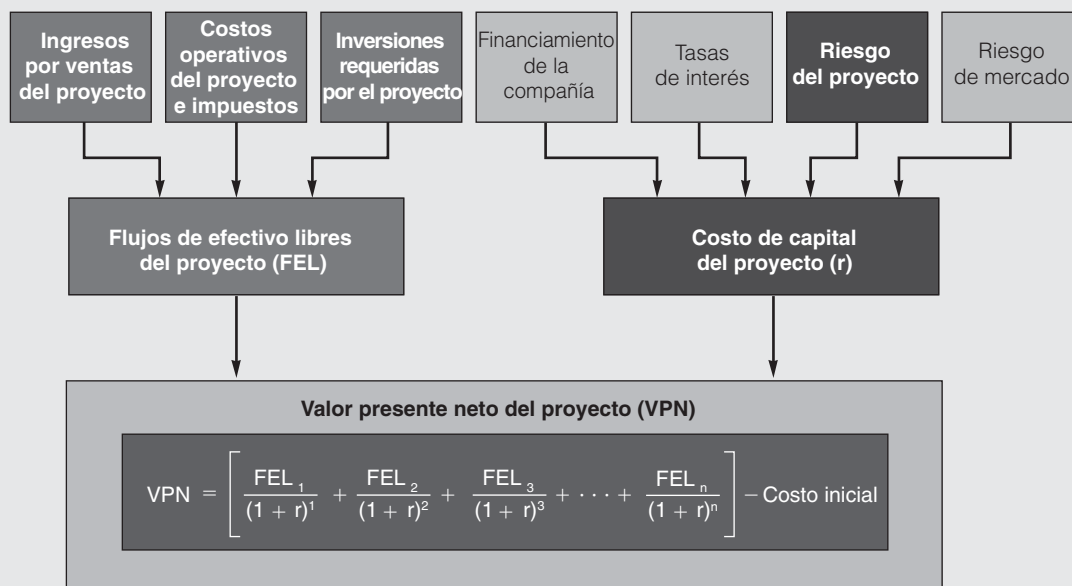 Ingresos
por ventas
del proyecto
Costos
operativos
del proyecto
e impuestos
Inversiones
requeridas
por el proyecto
Financiamiento
de la
compañía
Tasas
de interés
Riesgo
del proyecto
Riesgo
de mercado
Flujos de efectivo libres
del proyecto (FEL)
Costo de capital
del proyecto (r)
Valor presente neto del proyecto (VPN)
VPN = [ FEL₁/(1 + r)¹ + FEL₂/(1 + r)² + FEL₃/(1 + r)³ + · · · + FELₙ/(1 + r)ⁿ ] – Costo inicial